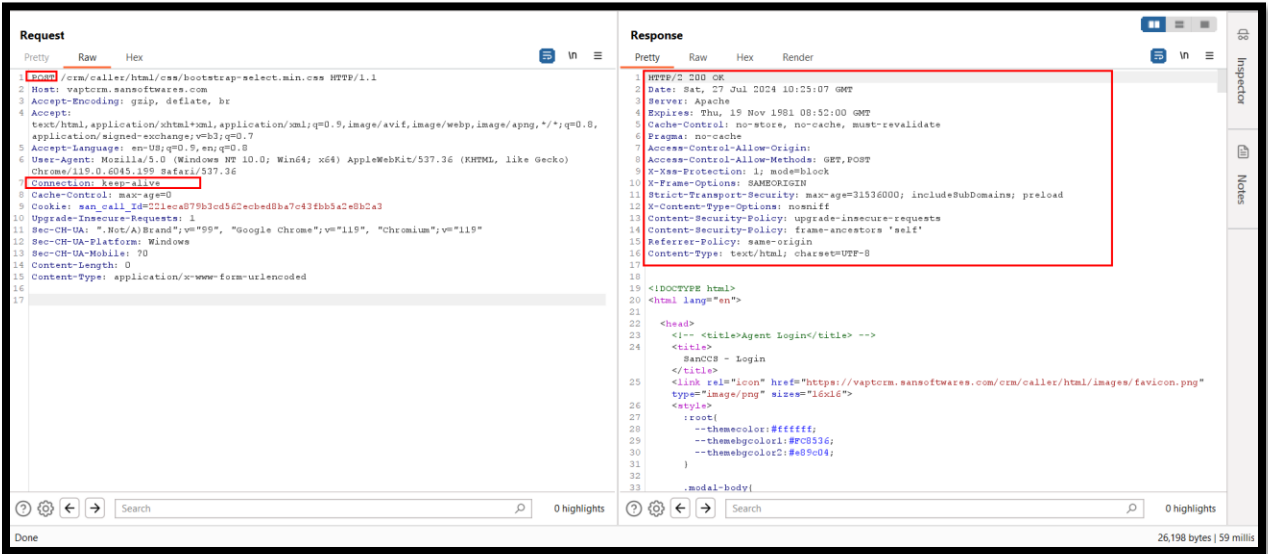 Request
Pretty Raw Hex
\n
1 POST /crm/caller/html/css/bootstrap-select.min.css HTTP/1.1
2 Host: vaptcrm.sansoftwares.com
3 Accept-Encoding: gzip, deflate, br
4 Accept:
text/html,application/xhtml+xml,application/xml;q=0.9,image/avif,image/webp,image/apng,*/*;q=0.8,
application/signed-exchange;v=b3;q=0.7
5 Accept-Language: en-US;q=0.9,en;q=0.8
6 User-Agent: Mozilla/5.0 (Windows NT 10.0; Win64; x64) AppleWebKit/537.36 (KHTML, like Gecko)
Chrome/119.0.6045.199 Safari/537.36
7 Connection: keep-alive
8 Cache-Control: max-age=0
9 Cookie: san_call_Id=221eca879b3cd562ecbed8ba7c43fbb5a2e8b2a3
10 Upgrade-Insecure-Requests: 1
11 Sec-CH-UA: ".Not/A)Brand";v="99", "Google Chrome";v="119", "Chromium";v="119"
12 Sec-CH-UA-Platform: Windows
13 Sec-CH-UA-Mobile: ?0
14 Content-Length: 0
15 Content-Type: application/x-www-form-urlencoded
16
17
Search
0 highlights
Response
Pretty Raw Hex Render
\n
1 HTTP/2 200 OK
2 Date: Sat, 27 Jul 2024 10:25:07 GMT
3 Server: Apache
4 Expires: Thu, 19 Nov 1981 08:52:00 GMT
5 Cache-Control: no-store, no-cache, must-revalidate
6 Pragma: no-cache
7 Access-Control-Allow-Origin:
8 Access-Control-Allow-Methods: GET,POST
9 X-Xss-Protection: 1; mode=block
10 X-Frame-Options: SAMEORIGIN
11 Strict-Transport-Security: max-age=31536000; includeSubDomains; preload
12 X-Content-Type-Options: nosniff
13 Content-Security-Policy: upgrade-insecure-requests
14 Content-Security-Policy: frame-ancestors 'self'
15 Referrer-Policy: same-origin
16 Content-Type: text/html; charset=UTF-8
17
18
19 <!DOCTYPE html>
20 <html lang="en">
21
22 <head>
23 <!-- <title>Agent Login</title> -->
24 <title>
SanCCS - Login
</title>
25 <link rel="icon" href="https://vaptcrm.sansoftwares.com/crm/caller/html/images/favicon.png"
type="image/png" sizes="16x16">
26 <style>
27 :root{
28 --themecolor:#ffffff;
29 --themebgcolor1:#FC8536;
30 --themebgcolor2:#e89c04;
31 }
32
33 .modal-body{
Search
0 highlights
Inspector
Notes
Done
26,198 bytes | 59 millis